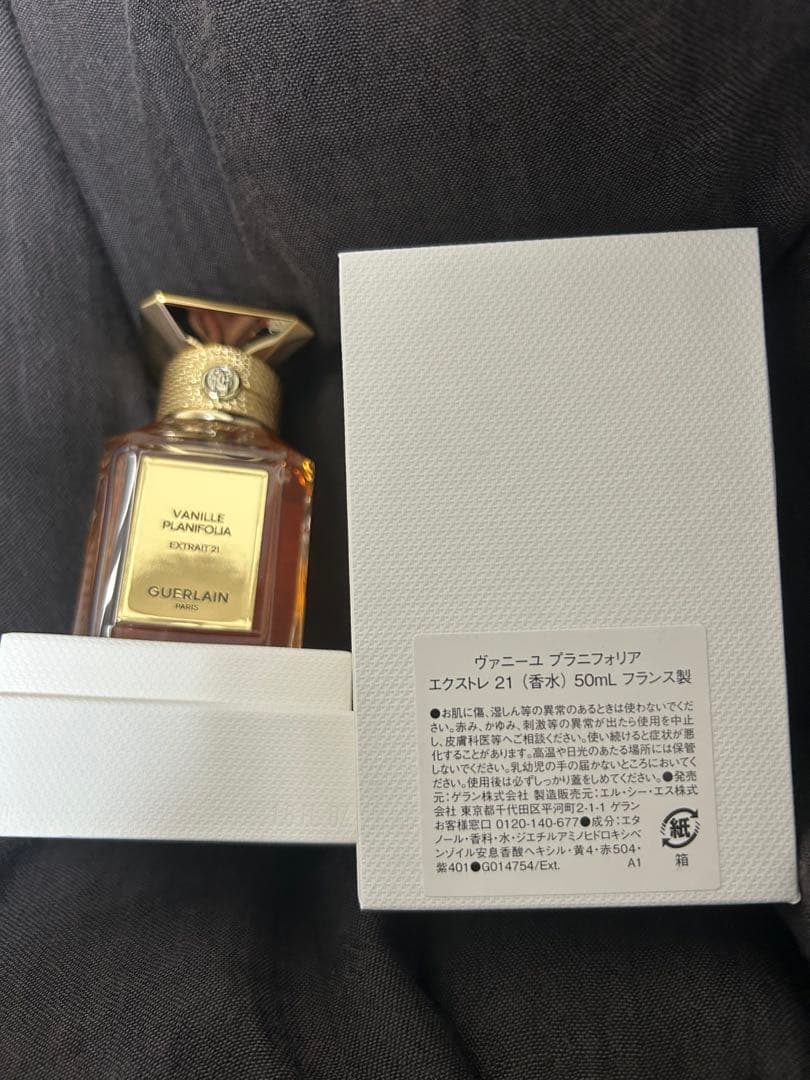 VANILLE
PLANIFOLIA
EXTRAIT 21
GUERLAIN
PARIS
ヴァニーユ プラニフォリア
エクストレ 21（香水）50mL フランス製
●お肌に傷、湿しん等の異常のあるときは使わないでくだ
さい。赤み、かゆみ、刺激等の異常が出たら使用を中止
し、皮膚科医等へご相談ください。使い続けると症状が悪
化することがあります。高温や日光のあたる場所には保管
しないでください。乳幼児の手の届かないところにおいてく
ださい。使用後は必ずしっかり蓋をしめてください。●発売
元：ゲラン株式会社 製造販売元：エル・シー・エス株式
会社 東京都千代田区平河町2-1-1 ゲラン
お客様窓口 0120-140-677●成分：エタ
ノール・香料・水・ジエチルアミノヒドロキシベ
ンゾイル安息香酸ヘキシル・黄4・赤504・
紫401●G014754/Ext.
A1
紙
箱